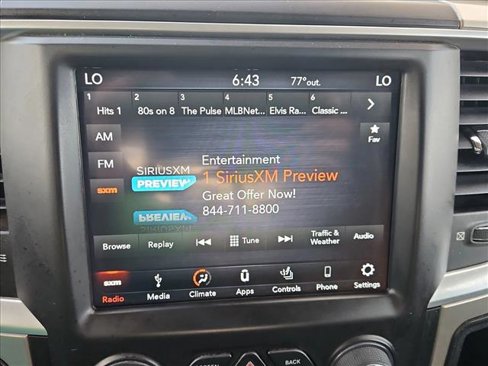 LO 6:43 77°out. LO
1 2 3 4 5 6
Hits 1 80s on 8 The Pulse MLBNet... Elvis Ra... Classic ...
AM
Fav
FM
Entertainment
SIRIUSXM
PREVIEW
1 SiriusXM Preview
sxm
Great Offer Now!
844-711-8800
Browse Replay Tune Traffic & Weather Audio
sxm
Radio Media Climate Apps Controls Phone Settings
SCREEN BACK